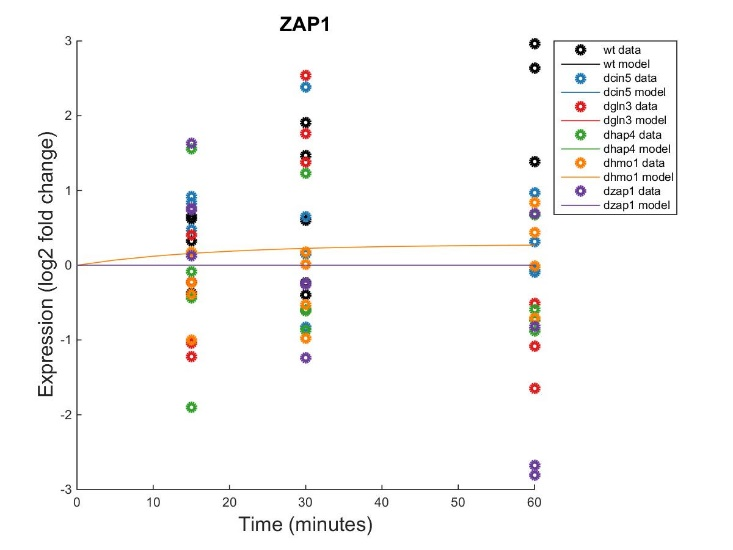 ZAP1
Expression (log2 fold change)
3
2
1
0
-1
-2
-3
0 10 20 30 40 50 60
Time (minutes)
wt data
wt model
dcin5 data
dcin5 model
dgln3 data
dgln3 model
dhap4 data
dhap4 model
dhmo1 data
dhmo1 model
dzap1 data
dzap1 model